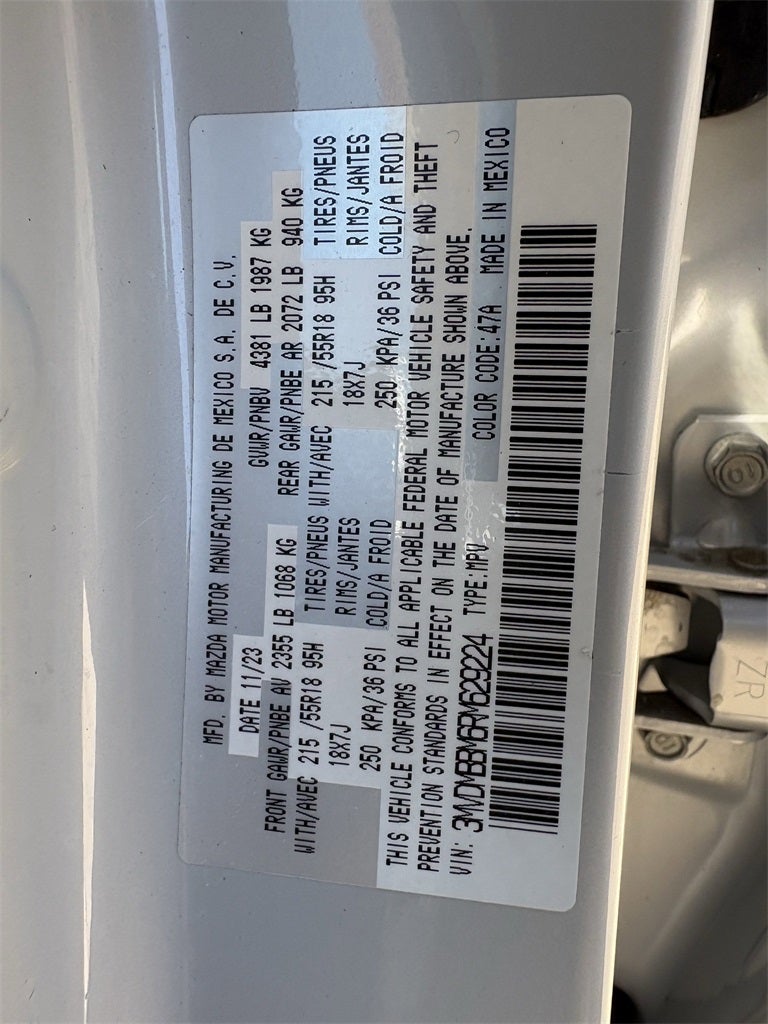 MFD. BY MAZDA MOTOR MANUFACTURING DE MEXICO S.A. DE C.V.
DATE 11/23 GVWR/PNBV 4381 LB 1987 KG
FRONT GAWR/PNBE AV 2355 LB 1068 KG REAR GAWR/PNBE AR 2072 LB 940 KG
WITH/AVEC 215 /55R18 95H TIRES/PNEUS WITH/AVEC 215 /55R18 95H TIRES/PNEUS
18X7J RIMS/JANTES 18X7J RIMS/JANTES
250 KPA/36 PSI COLD/A FROID 250 KPA/36 PSI COLD/A FROID
THIS VEHICLE CONFORMS TO ALL APPLICABLE FEDERAL MOTOR VEHICLE SAFETY AND THEFT
PREVENTION STANDARDS IN EFFECT ON THE DATE OF MANUFACTURE SHOWN ABOVE.
VIN: 3MVDMBBM6RM629224 TYPE:MPV COLOR CODE:47A MADE IN MEXICO
ZR